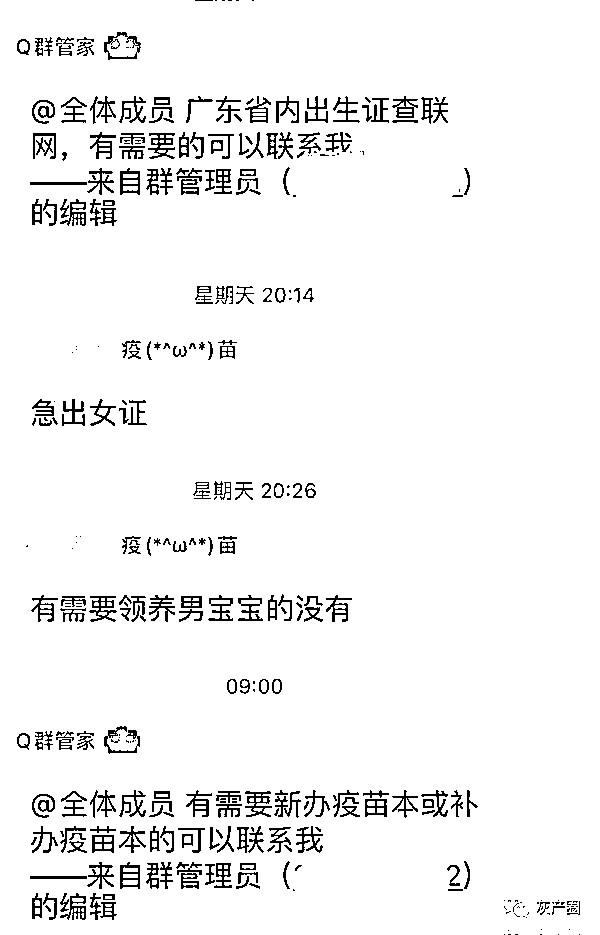 Q群管家
@全体成员 广东省内出生证查联
网，有需要的可以联系我
——来自群管理员（ ）
的编辑
星期天 20:14
疫(*^ω^*)苗
急出女证
星期天 20:26
疫(*^ω^*)苗
有需要领养男宝宝的没有
09:00
Q群管家
@全体成员 有需要新办疫苗本或补
办疫苗本的可以联系我
——来自群管理员（ 2）
的编辑
灰产圈